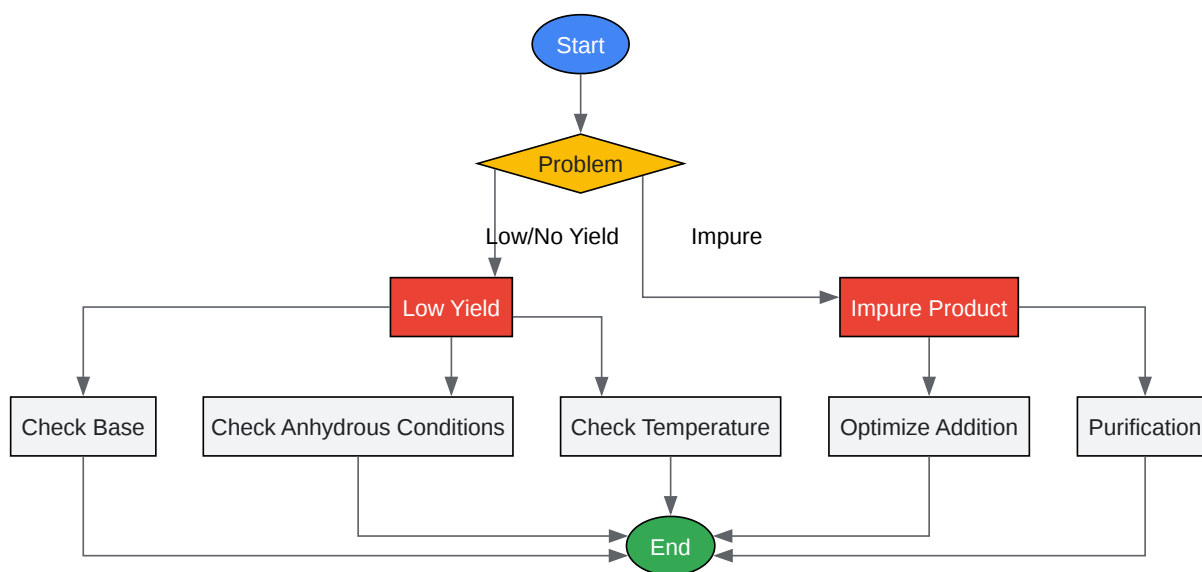 Start
Problem
Low/No Yield
Impure
Low Yield
Impure Product
Check Base
Check Anhydrous Conditions
Check Temperature
Optimize Addition
Purification
End